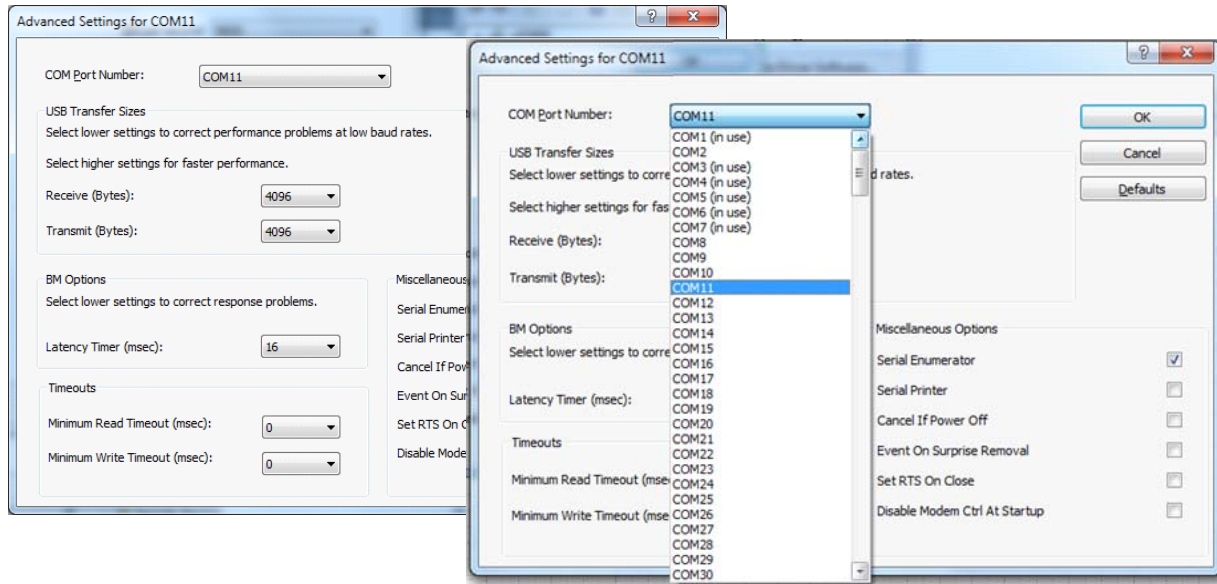 Advanced Settings for COM11
COM Port Number: COM11
USB Transfer Sizes
Select lower settings to correct performance problems at low baud rates.
Select higher settings for faster performance.
Receive (Bytes): 4096
Transmit (Bytes): 4096
BM Options
Select lower settings to correct response problems.
Latency Timer (msec): 16
Timeouts
Minimum Read Timeout (msec): 0
Minimum Write Timeout (msec): 0
Miscellaneous
Serial Enume
Serial Printer
Cancel If Pow
Event On Sur
Set RTS On C
Disable Mode
Advanced Settings for COM11
COM Port Number: COM11
OK
Cancel
Defaults
USB Transfer Sizes
Select lower settings to corre
d rates.
Select higher settings for fas
Receive (Bytes):
Transmit (Bytes):
BM Options
Select lower settings to corre
Latency Timer (msec):
Timeouts
Minimum Read Timeout (mse
Minimum Write Timeout (mse
COM1 (in use)
COM2
COM3 (in use)
COM4 (in use)
COM5 (in use)
COM6 (in use)
COM7 (in use)
COM8
COM9
COM10
COM11
COM12
COM13
COM14
COM15
COM16
COM17
COM18
COM19
COM20
COM21
COM22
COM23
COM24
COM25
COM26
COM27
COM28
COM29
COM30
Miscellaneous Options
Serial Enumerator
Serial Printer
Cancel If Power Off
Event On Surprise Removal
Set RTS On Close
Disable Modem Ctrl At Startup